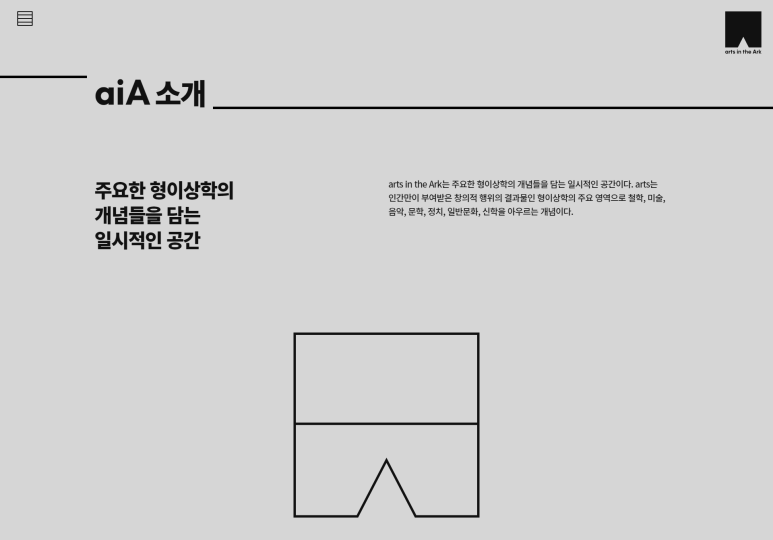 arts in the Ark
aiA 소개
주요한 형이상학의
개념들을 담는
일시적인 공간
arts in the Ark는 주요한 형이상학의 개념들을 담는 일시적인 공간이다. arts는
인간만이 부여받은 창의적 행위의 결과물인 형이상학의 주요 영역으로 철학, 미술,
음악, 문학, 정치, 일반문화, 신학을 아우르는 개념이다.